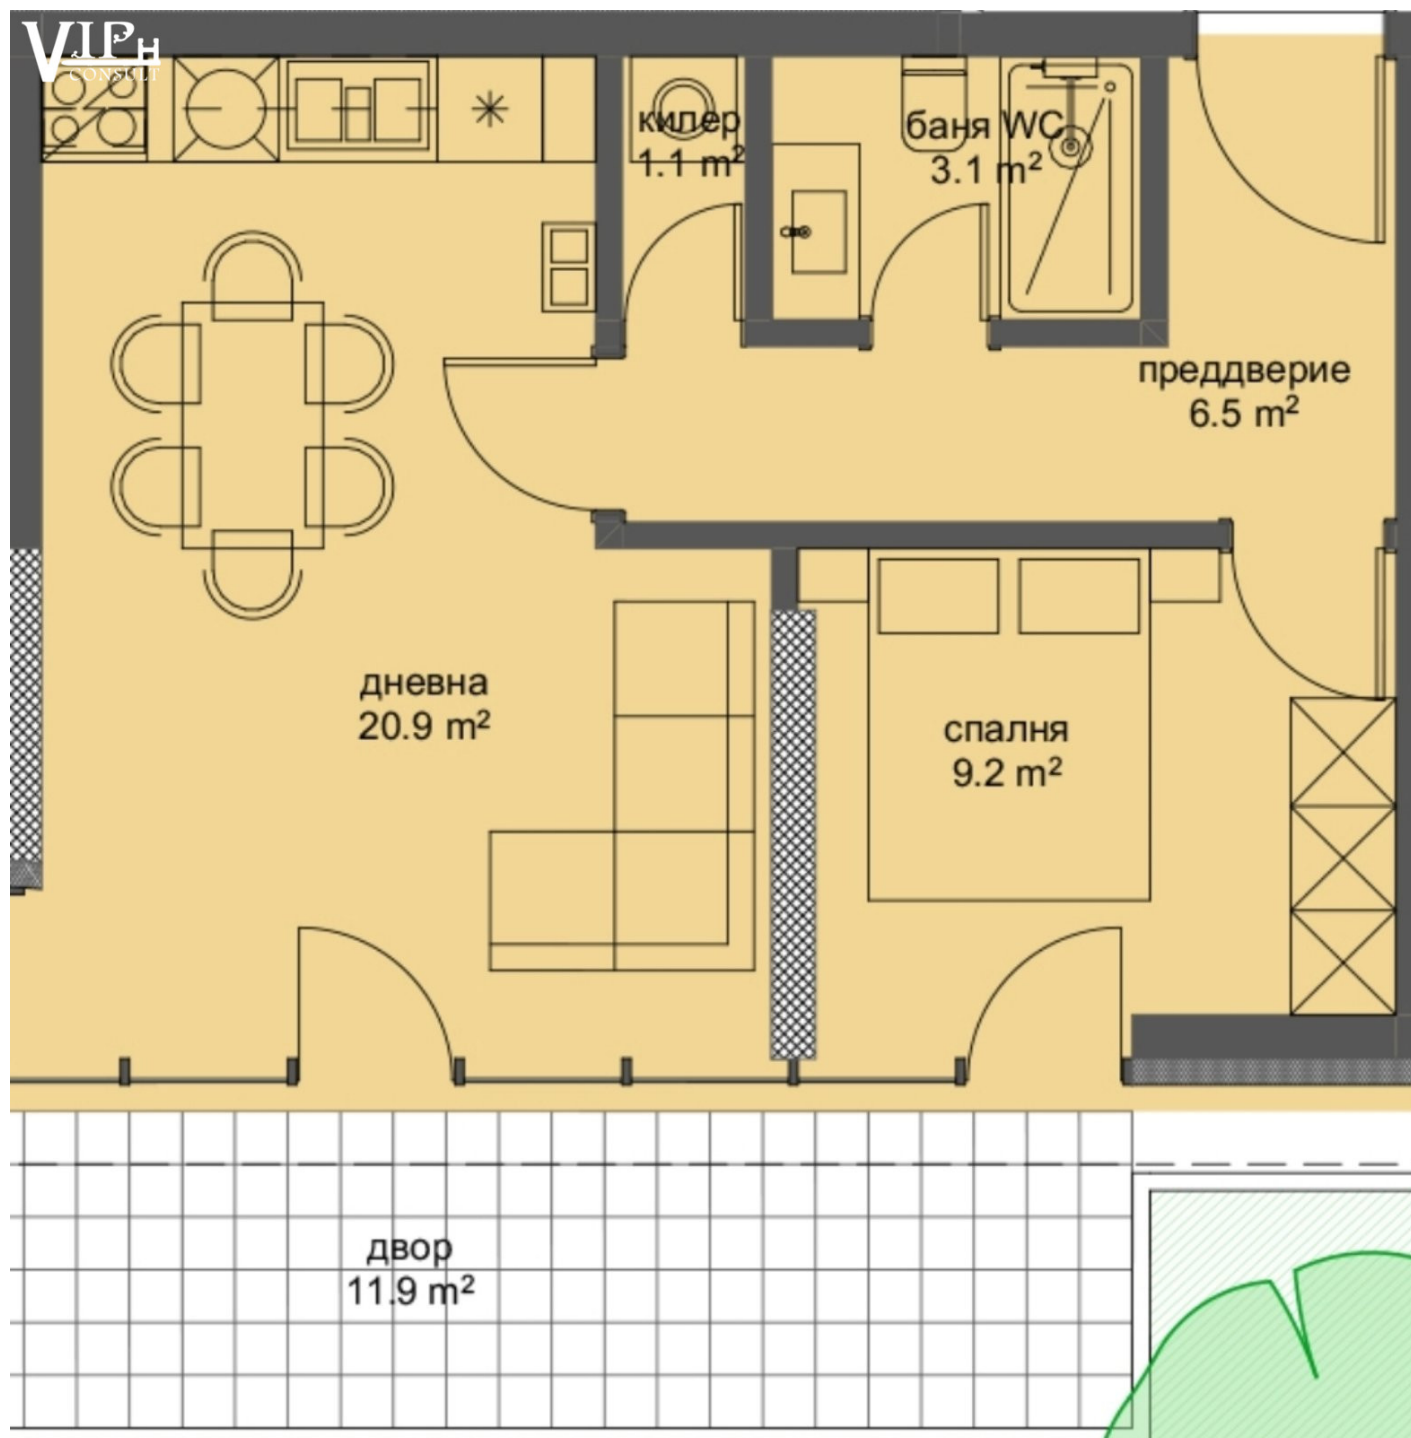 VIPH
CONSULT
килер
1.1 m²
баня WC
3.1 m²
преддверие
6.5 m²
дневна
20.9 m²
спалня
9.2 m²
двор
11.9 m²